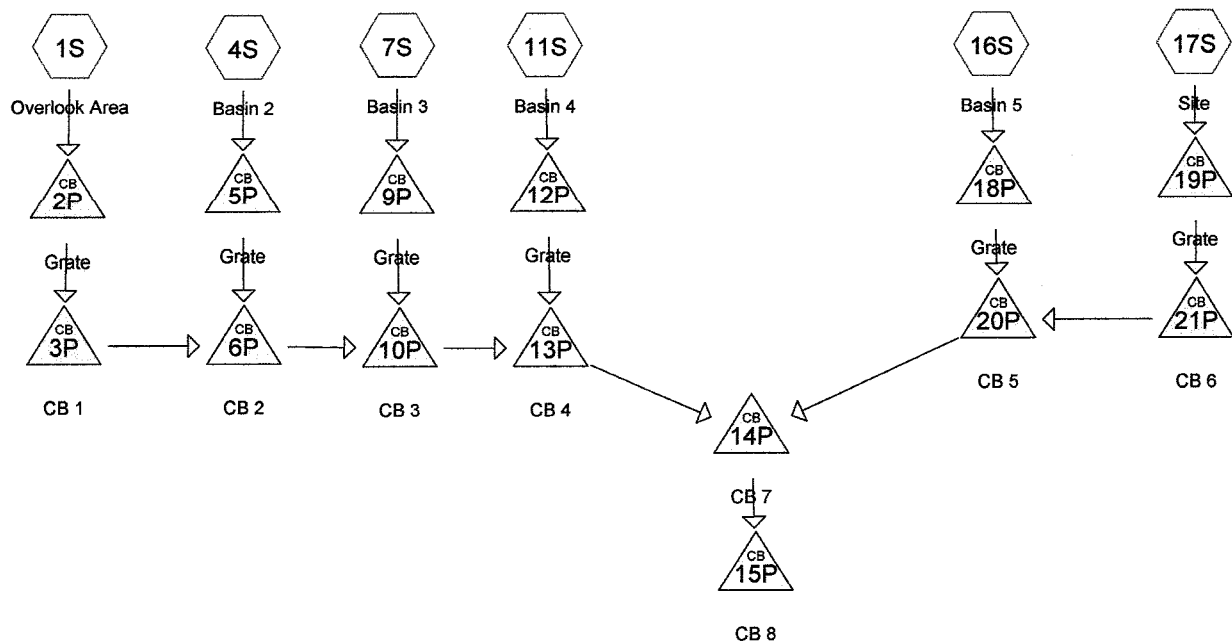 1S
4S
7S
11S
16S
17S
Overlook Area
Basin 2
Basin 3
Basin 4
Basin 5
Site
CB
2P
CB
5P
CB
9P
CB
12P
CB
18P
CB
19P
Grate
Grate
Grate
Grate
Grate
Grate
CB
3P
CB
6P
CB
10P
CB
13P
CB
20P
CB
21P
CB 1
CB 2
CB 3
CB 4
CB 5
CB 6
CB
14P
CB 7
CB
15P
CB 8